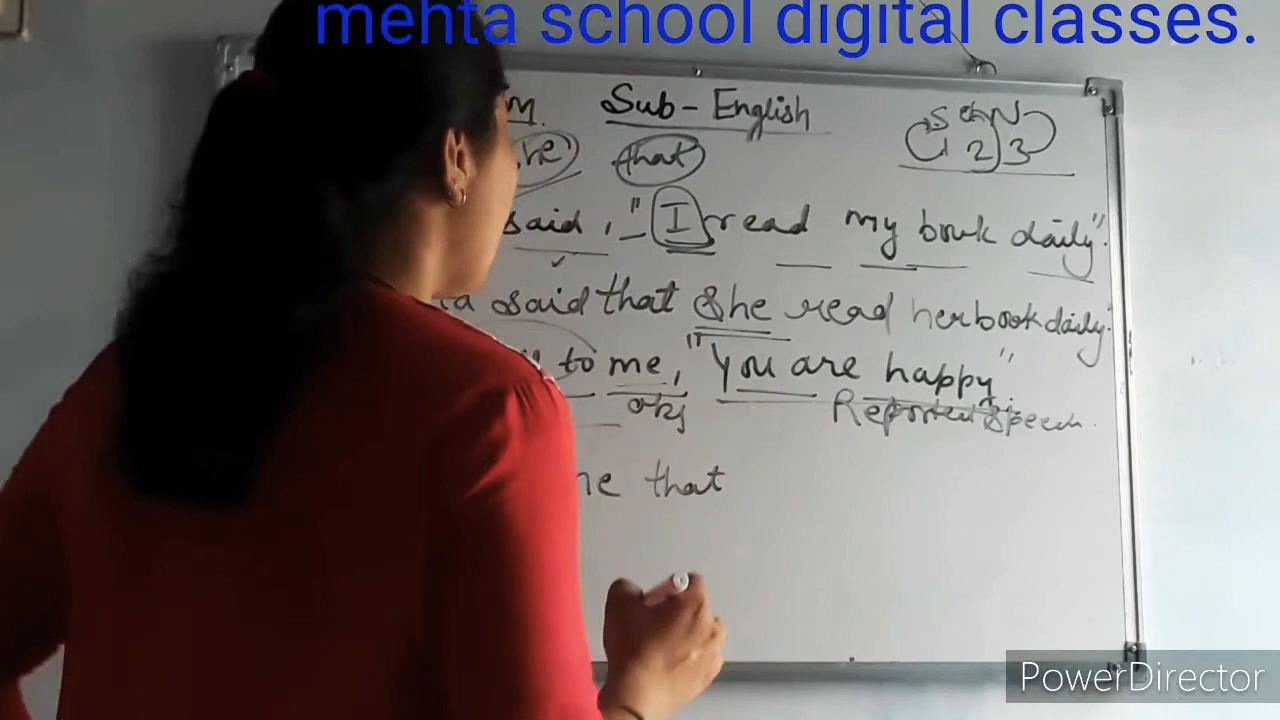 mehta school digital classes.
M. Sub - English
S O N
that 1 2 3
said, "I read my book daily".
said that she read her book daily.
to me, "You are happy".
obj Reported speech.
me that
PowerDirector